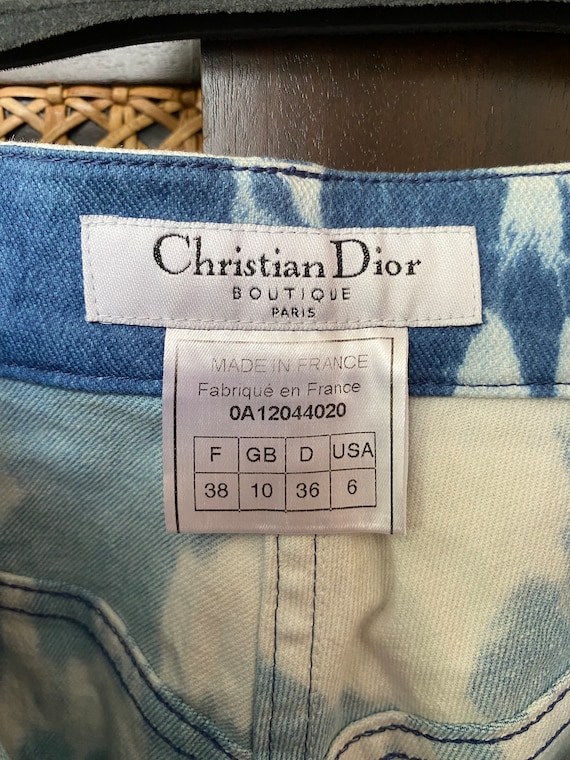 Christian Dior
BOUTIQUE
PARIS
MADE IN FRANCE
Fabriqué en France
0A12044020
F GB D USA
38 10 36 6